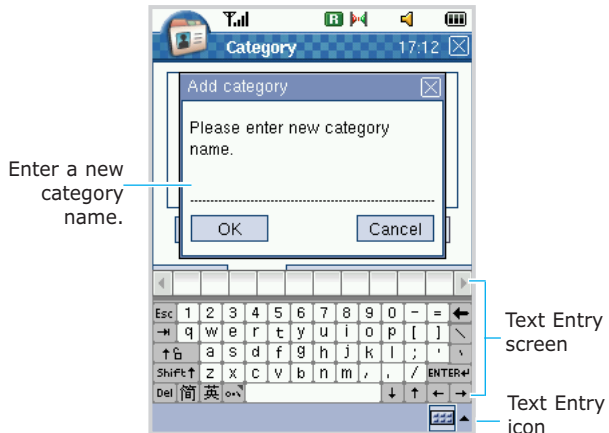 R
Category 17:12
Add category
Please enter new category
name.
OK Cancel
Enter a new
category
name.
Esc 1 2 3 4 5 6 7 8 9 0 - = ←
q w e r t y u i o p [ ] \
a s d f g h j k l ; '
Shift↑ z x c v b n m , . / ENTER↵
Del 简 英 ↓ ↑ ← →
Text Entry
screen
Text Entry
icon